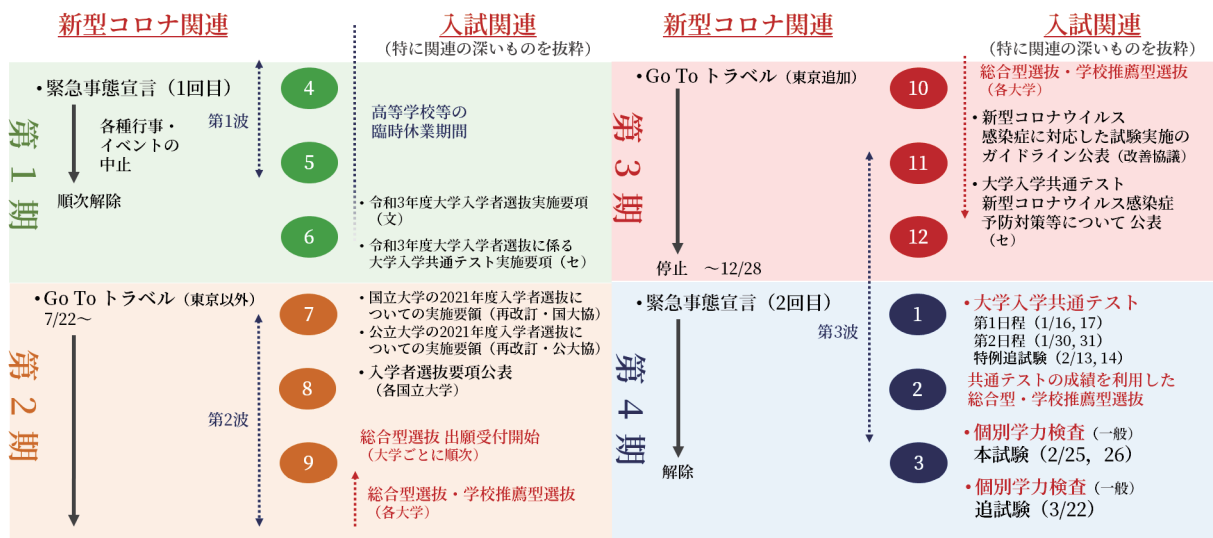 新型コロナ関連
入試関連
（特に関連の深いものを抜粋）
第1期
・緊急事態宣言（1回目）
各種行事・
イベントの
中止
順次解除
第1波
4
5
6
高等学校等の
臨時休業期間
・令和3年度大学入学者選抜実施要項
（文）
・令和3年度大学入学者選抜に係る
大学入学共通テスト実施要項（セ）
第2期
・Go To トラベル（東京以外）
7/22～
第2波
7
8
9
・国立大学の2021年度入学者選抜に
ついての実施要領（再改訂・国大協）
・公立大学の2021年度入学者選抜に
ついての実施要領（再改訂・公大協）
・入学者選抜要項公表
（各国立大学）
総合型選抜 出願受付開始
（大学ごとに順次）
総合型選抜・学校推薦型選抜
（各大学）
新型コロナ関連
入試関連
（特に関連の深いものを抜粋）
第3期
・Go To トラベル（東京追加）
停止　～12/28
10
11
12
総合型選抜・学校推薦型選抜
（各大学）
・新型コロナウイルス
感染症に対応した試験実施の
ガイドライン公表（改善協議）
・大学入学共通テスト
新型コロナウイルス感染症
予防対策等について 公表
（セ）
第4期
・緊急事態宣言（2回目）
解除
第3波
1
2
3
・大学入学共通テスト
第1日程（1/16, 17）
第2日程（1/30, 31）
特例追試験（2/13, 14）
共通テストの成績を利用した
総合型・学校推薦型選抜
・個別学力検査（一般）
本試験（2/25,　26）
・個別学力検査（一般）
追試験（3/22）